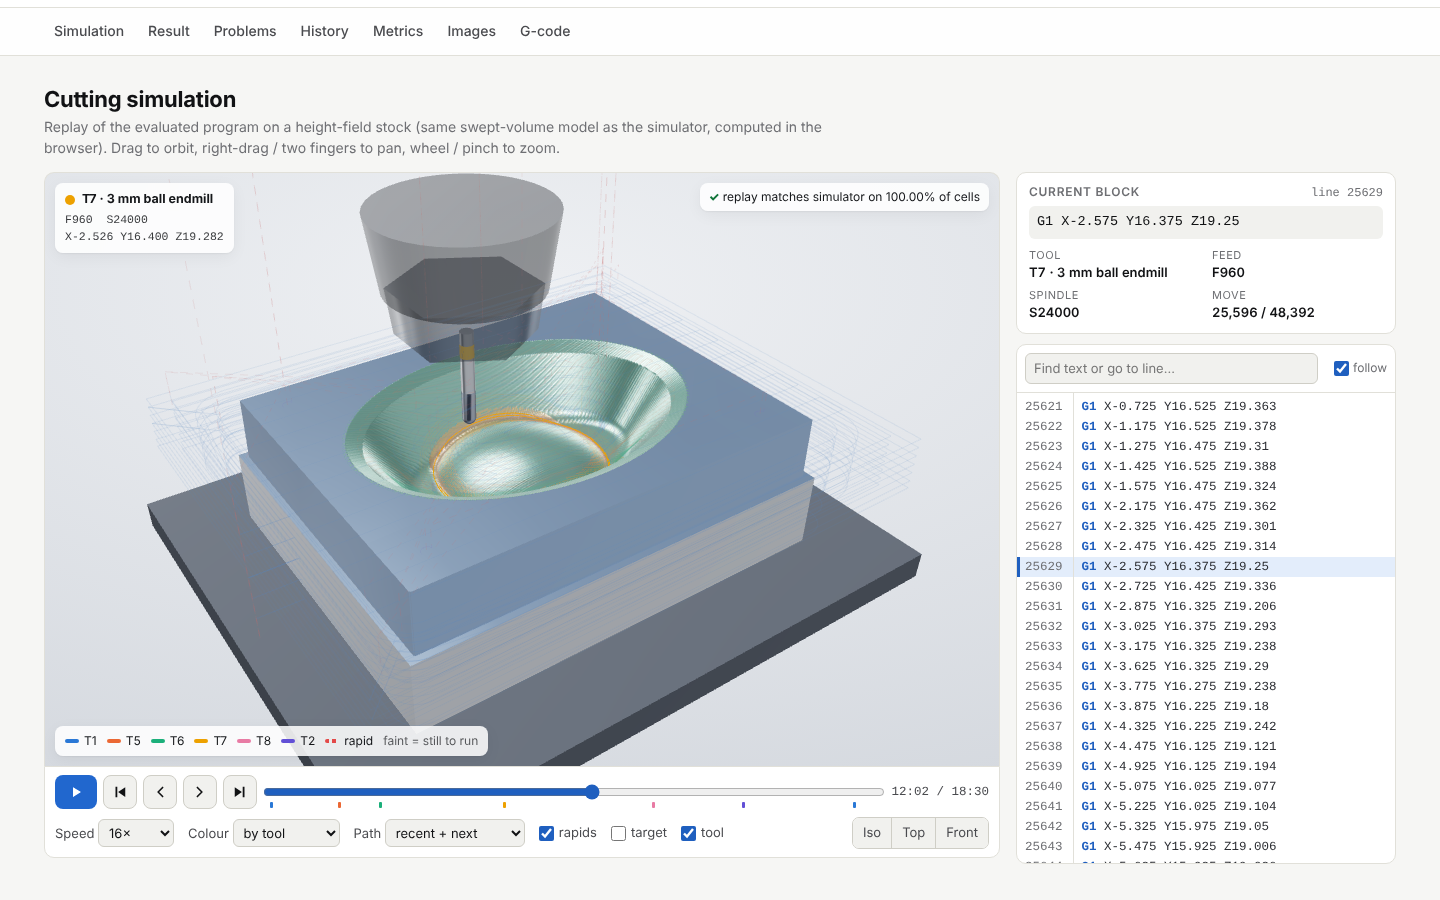 Simulation Result Problems History Metrics Images G-code
Cutting simulation
Replay of the evaluated program on a height-field stock (same swept-volume model as the simulator, computed in the
browser). Drag to orbit, right-drag / two fingers to pan, wheel / pinch to zoom.
T7 · 3 mm ball endmill
F960 S24000
X-2.526 Y16.400 Z19.282
✓ replay matches simulator on 100.00% of cells
T1 T5 T6 T7 T8 T2 rapid faint = still to run
12:02 / 18:30
Speed 16× Colour by tool Path recent + next rapids target tool Iso Top Front
CURRENT BLOCK line 25629
G1 X-2.575 Y16.375 Z19.25
TOOL FEED
T7 · 3 mm ball endmill F960
SPINDLE MOVE
S24000 25,596 / 48,392
Find text or go to line... follow
25621 G1 X-0.725 Y16.525 Z19.363
25622 G1 X-1.175 Y16.525 Z19.378
25623 G1 X-1.275 Y16.475 Z19.31
25624 G1 X-1.425 Y16.525 Z19.388
25625 G1 X-1.575 Y16.475 Z19.324
25626 G1 X-2.175 Y16.475 Z19.362
25627 G1 X-2.325 Y16.425 Z19.301
25628 G1 X-2.475 Y16.425 Z19.314
25629 G1 X-2.575 Y16.375 Z19.25
25630 G1 X-2.725 Y16.425 Z19.336
25631 G1 X-2.875 Y16.325 Z19.206
25632 G1 X-3.025 Y16.375 Z19.293
25633 G1 X-3.175 Y16.325 Z19.238
25634 G1 X-3.625 Y16.325 Z19.29
25635 G1 X-3.775 Y16.275 Z19.238
25636 G1 X-3.875 Y16.225 Z19.18
25637 G1 X-4.325 Y16.225 Z19.242
25638 G1 X-4.475 Y16.125 Z19.121
25639 G1 X-4.925 Y16.125 Z19.194
25640 G1 X-5.075 Y16.025 Z19.077
25641 G1 X-5.225 Y16.025 Z19.104
25642 G1 X-5.325 Y15.975 Z19.05
25643 G1 X-5.475 Y15.925 Z19.006